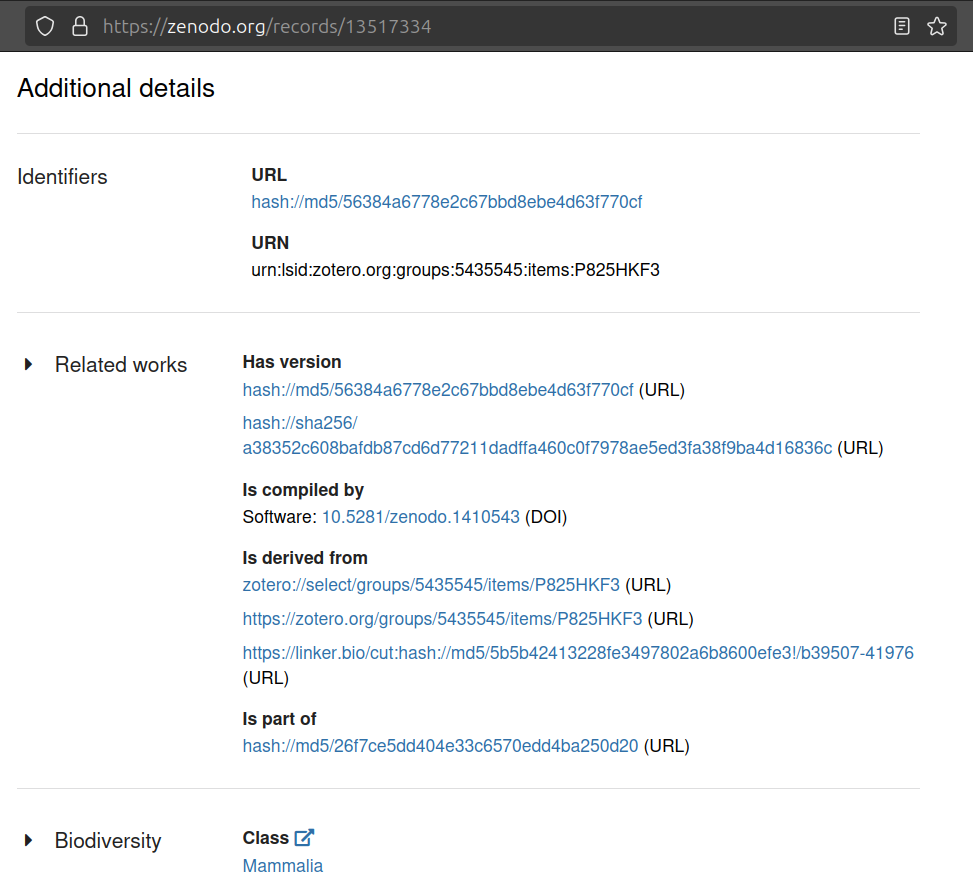 https://zenodo.org/records/13517334
Additional details
Identifiers
URL
hash://md5/56384a6778e2c67bbd8ebe4d63f770cf
URN
urn:lsid:zotero.org:groups:5435545:items:P825HKF3
Related works
Has version
hash://md5/56384a6778e2c67bbd8ebe4d63f770cf (URL)
hash://sha256/
a38352c608bafdb87cd6d77211dadffa460c0f7978ae5ed3fa38f9ba4d16836c (URL)
Is compiled by
Software: 10.5281/zenodo.1410543 (DOI)
Is derived from
zotero://select/groups/5435545/items/P825HKF3 (URL)
https://zotero.org/groups/5435545/items/P825HKF3 (URL)
https://linker.bio/cut:hash://md5/5b5b42413228fe3497802a6b8600efe3!/b39507-41976
(URL)
Is part of
hash://md5/26f7ce5dd404e33c6570edd4ba250d20 (URL)
Biodiversity
Class
Mammalia